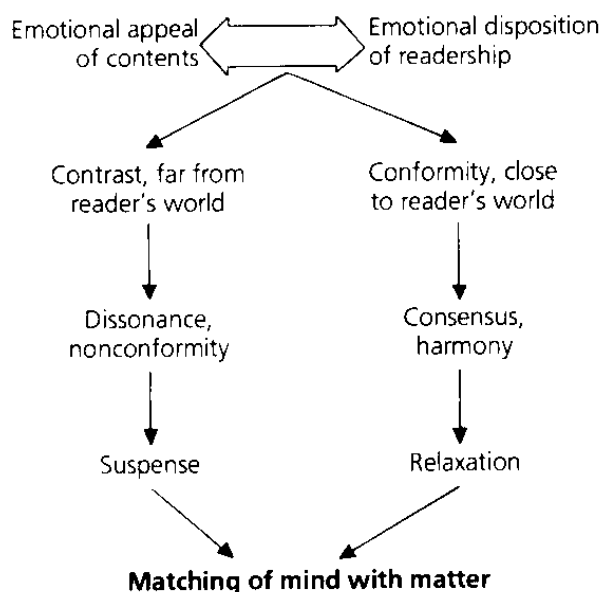 Emotional appeal
of contents
Emotional disposition
of readership
Contrast, far from
reader's world
Conformity, close
to reader's world
Dissonance,
nonconformity
Consensus,
harmony
Suspense
Relaxation
Matching of mind with matter